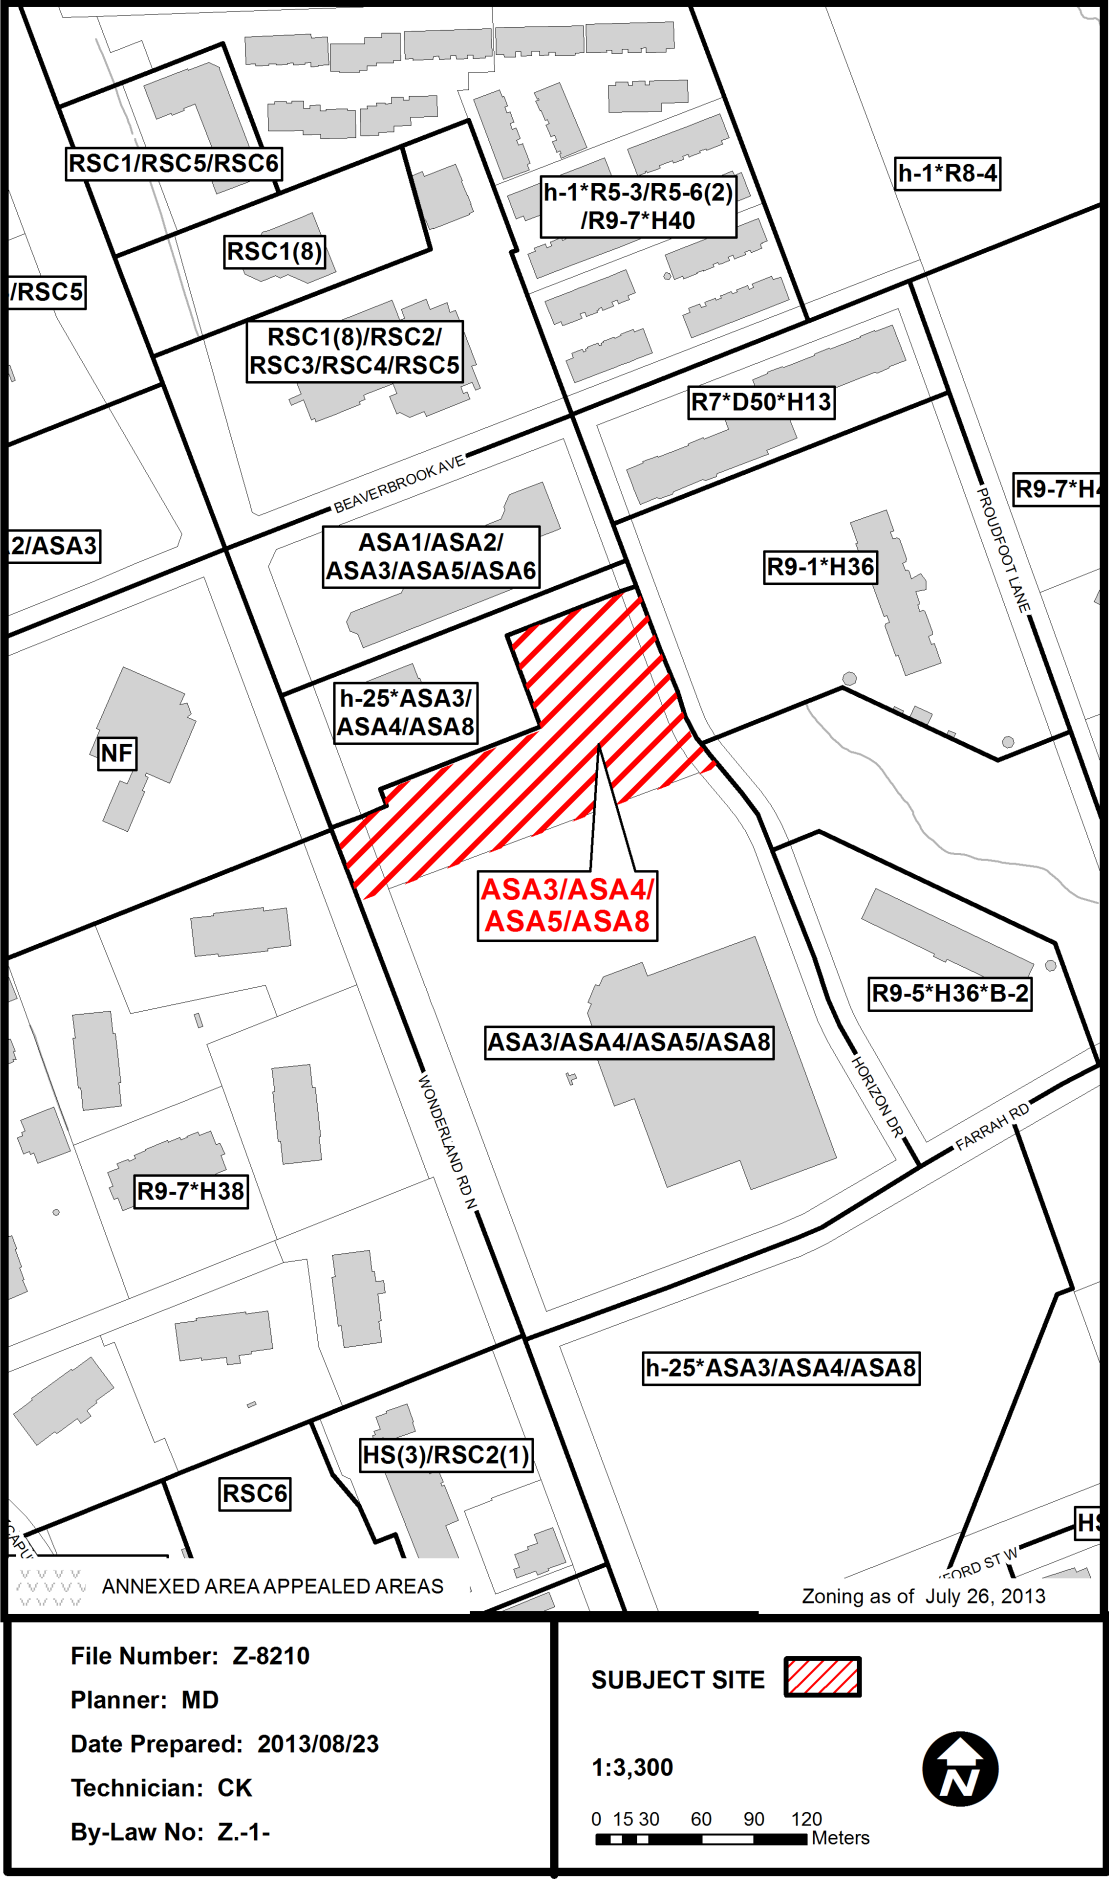 RSC1/RSC5/RSC6
h-1*R8-4
h-1*R5-3/R5-6(2)
/R9-7*H40
RSC1(8)
/RSC5
RSC1(8)/RSC2/
RSC3/RSC4/RSC5
R7*D50*H13
BEAVERBROOK AVE
R9-7*H4
PROUDFOOT LANE
2/ASA3
ASA1/ASA2/
ASA3/ASA5/ASA6
R9-1*H36
h-25*ASA3/
ASA4/ASA8
NF
ASA3/ASA4/
ASA5/ASA8
R9-5*H36*B-2
ASA3/ASA4/ASA5/ASA8
HORIZON DR
WONDERLAND RD N
FARRAH RD
R9-7*H38
h-25*ASA3/ASA4/ASA8
HS(3)/RSC2(1)
RSC6
HS
FORD ST W
ANNEXED AREA APPEALED AREAS
Zoning as of July 26, 2013
File Number: Z-8210
Planner: MD
Date Prepared: 2013/08/23
Technician: CK
By-Law No: Z.-1-
SUBJECT SITE
1:3,300
N
0 15 30 60 90 120
Meters